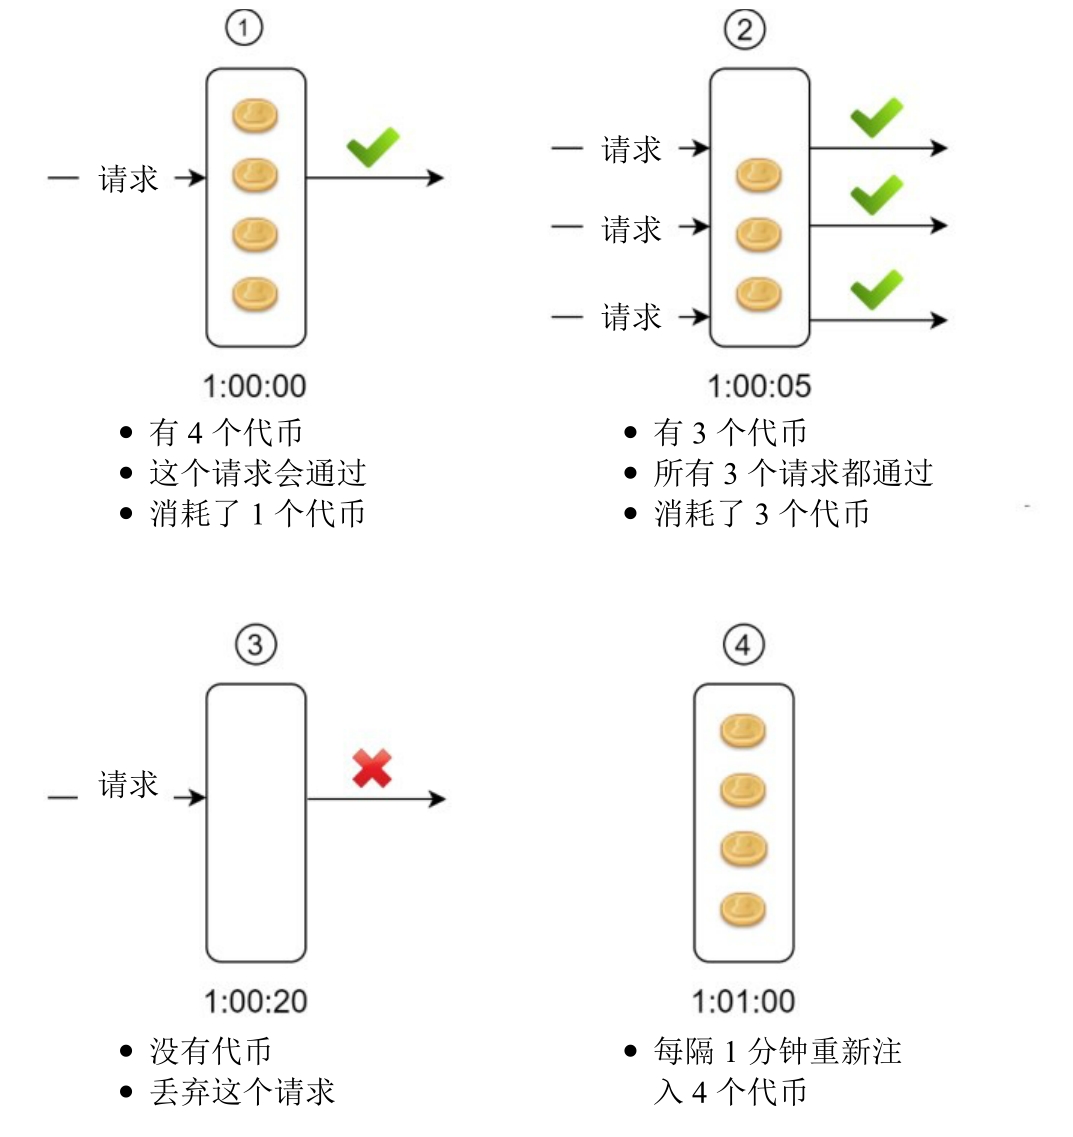 ①
请求
1:00:00
• 有 4 个代币
• 这个请求会通过
• 消耗了 1 个代币
②
请求
请求
请求
1:00:05
• 有 3 个代币
• 所有 3 个请求都通过
• 消耗了 3 个代币
③
请求
1:00:20
• 没有代币
• 丢弃这个请求
④
1:01:00
• 每隔 1 分钟重新注
入 4 个代币